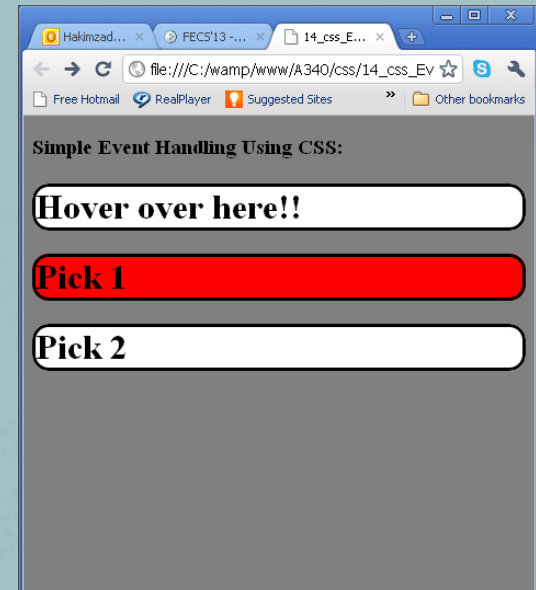 Hakimzad...
FECS'13 -...
14_css_E...
file:///C:/wamp/www/A340/css/14_css_Ev
Free Hotmail
RealPlayer
Suggested Sites
»
Other bookmarks
Simple Event Handling Using CSS:
Hover over here!!
Pick 1
Pick 2